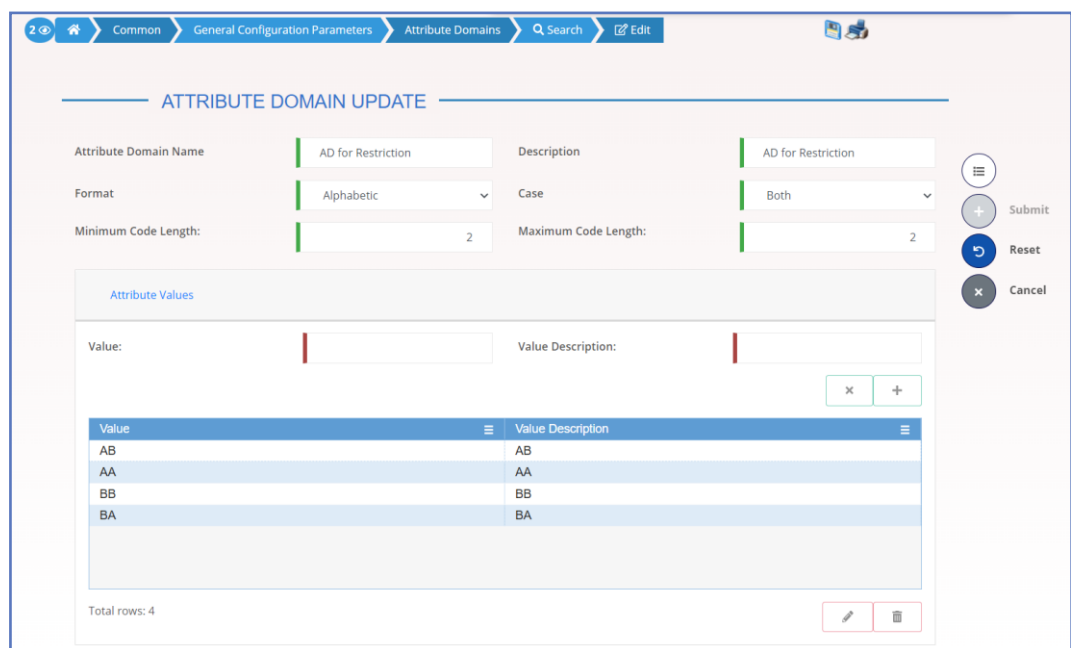 2 Common General Configuration Parameters Attribute Domains Search Edit
ATTRIBUTE DOMAIN UPDATE
Attribute Domain Name AD for Restriction Description AD for Restriction
Format Alphabetic Case Both
Minimum Code Length: 2 Maximum Code Length: 2
Submit
Reset
Cancel
Attribute Values
Value: Value Description:
Value Value Description
AB AB
AA AA
BB BB
BA BA
Total rows: 4